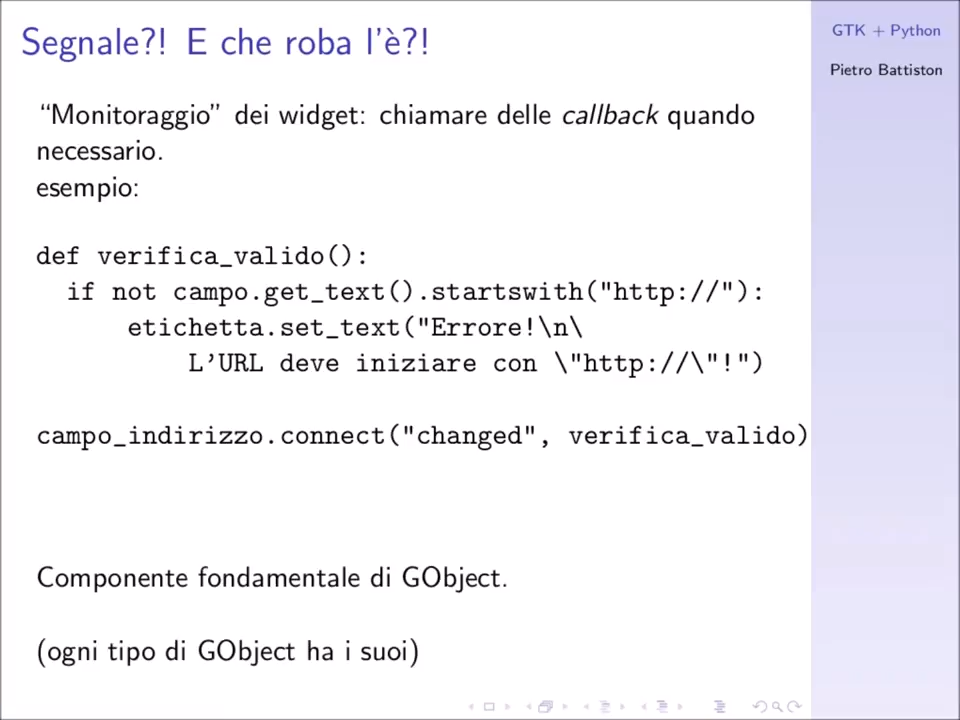 Segnale?! E che roba l'è?!
GTK + Python
Pietro Battiston
“Monitoraggio” dei widget: chiamare delle callback quando
necessario.
esempio:
def verifica_valido():
  if not campo.get_text().startswith("http://"):
      etichetta.set_text("Errore!\n\
          L'URL deve iniziare con \"http://\"!")
campo_indirizzo.connect("changed", verifica_valido)
Componente fondamentale di GObject.
(ogni tipo di GObject ha i suoi)